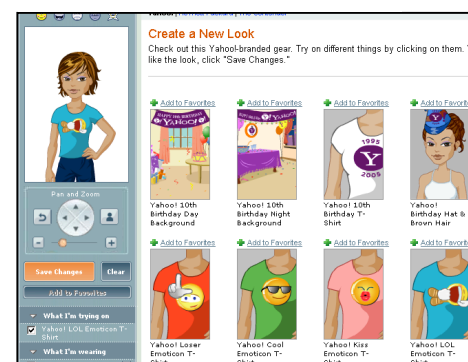 Create a New Look
Check out this Yahoo!-branded gear. Try on different things by clicking on them.
like the look, click "Save Changes."
Add to Favorites Add to Favorites Add to Favorites Add to Favorites
HAPPY 10th BIRTHDAY
YAHOO!
YAHOO!
1995
Y
2005
Yahoo! 10th Birthday Day Background
Yahoo! 10th Birthday Night Background
Yahoo! 10th Birthday T-Shirt
Yahoo! Birthday Hat & Brown Hair
Pan and Zoom
Save Changes Clear
Add to Favorites
What I'm trying on
Yahoo! LOL Emoticon T-Shirt
What I'm wearing
Add to Favorites Add to Favorites Add to Favorites Add to Favorites
Yahoo! Loser Emoticon T-
Yahoo! Cool Emoticon T-
Yahoo! Kiss Emoticon T-
Yahoo! LOL Emoticon T-